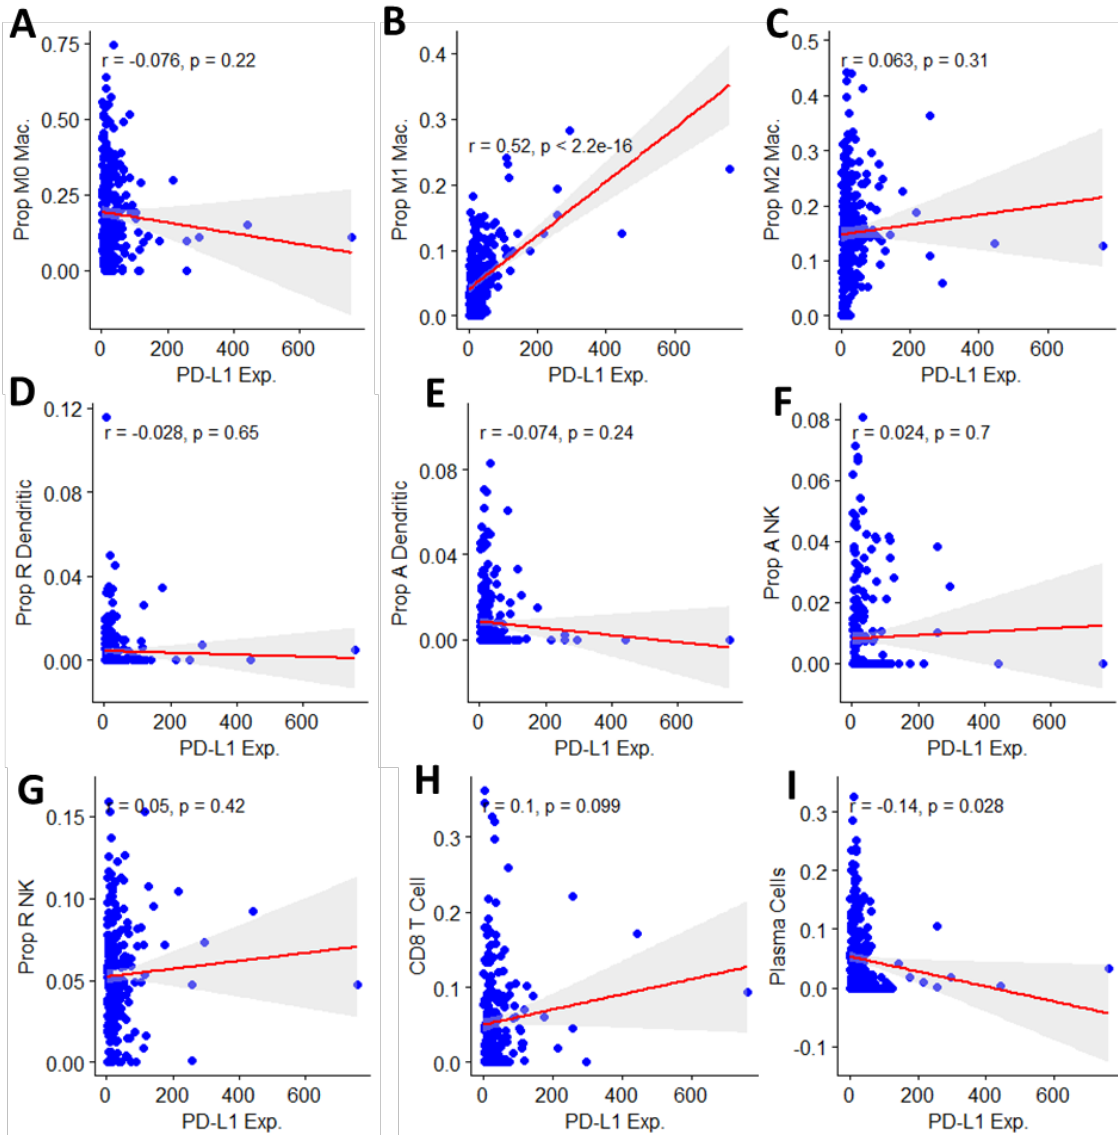 A
r = -0.076, p = 0.22
0.75
0.50
0.25
0.00
Prop M0 Mac.
0 200 400 600
PD-L1 Exp.
B
r = 0.52, p < 2.2e-16
0.4
0.3
0.2
0.1
0.0
Prop M1 Mac.
0 200 400 600
PD-L1 Exp.
C
r = 0.063, p = 0.31
0.5
0.4
0.3
0.2
0.1
0.0
Prop M2 Mac.
0 200 400 600
PD-L1 Exp.
D
r = -0.028, p = 0.65
0.12
0.08
0.04
0.00
Prop R Dendritic
0 200 400 600
PD-L1 Exp.
E
r = -0.074, p = 0.24
0.08
0.04
0.00
Prop A Dendritic
0 200 400 600
PD-L1 Exp.
F
r = 0.024, p = 0.7
0.08
0.06
0.04
0.02
0.00
Prop A NK
0 200 400 600
PD-L1 Exp.
G
r = 0.05, p = 0.42
0.15
0.10
0.05
0.00
Prop R NK
0 200 400 600
PD-L1 Exp.
H
r = 0.1, p = 0.099
0.3
0.2
0.1
0.0
CD8 T Cell
0 200 400 600
PD-L1 Exp.
I
r = -0.14, p = 0.028
0.3
0.2
0.1
0.0
-0.1
Plasma Cells
0 200 400 600
PD-L1 Exp.